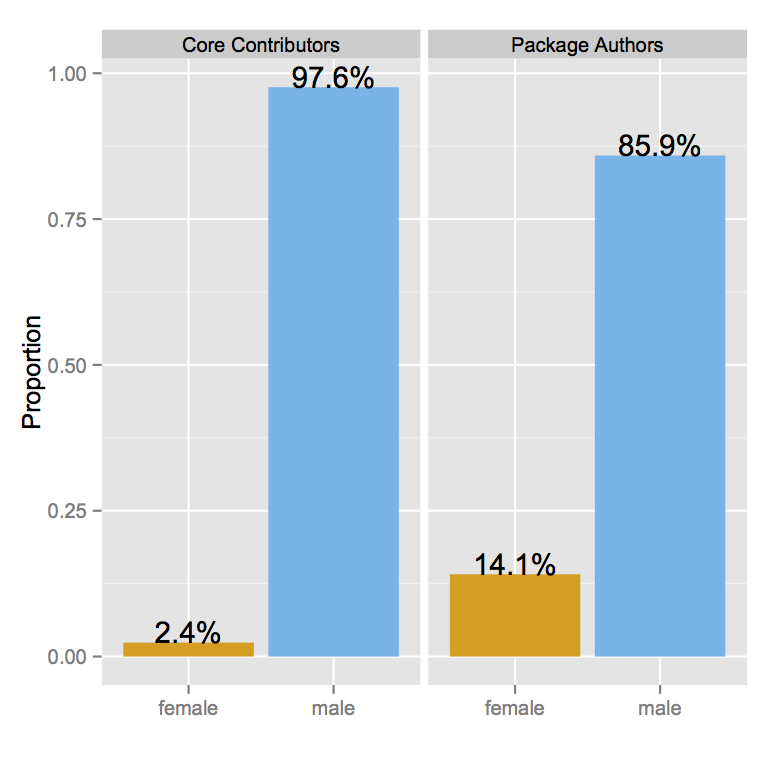 Core Contributors
Package Authors
Proportion
1.00
0.75
0.50
0.25
0.00
2.4%
97.6%
14.1%
85.9%
female
male
female
male